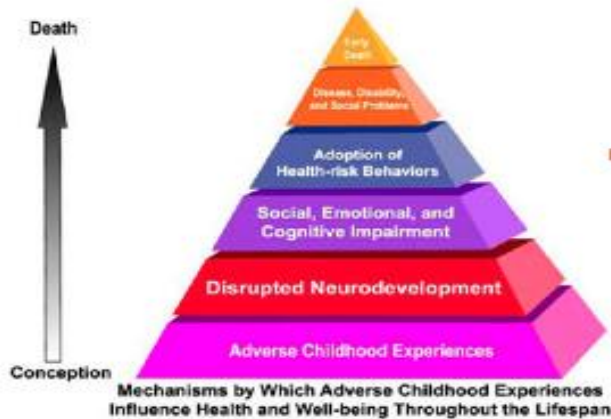 Death
Early
Death
Disease, Disability,
and Social Problems
Adoption of
Health-risk Behaviors
Social, Emotional, and
Cognitive Impairment
Disrupted Neurodevelopment
Adverse Childhood Experiences
Conception
Mechanisms by Which Adverse Childhood Experiences
Influence Health and Well-being Throughout the Lifespan